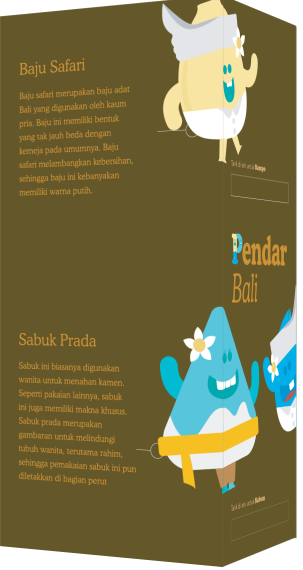 Baju Safari
Baju safari merupakan baju adat
Bali yang digunakan oleh kaum
pria. Baju ini memiliki bentuk
yang tak jauh beda dengan
kemeja pada umumnya. Baju
safari melambangkan kebersihan,
sehingga baju ini kebanyakan
memiliki warna putih.
Pendar
Bali
Sabuk Prada
Sabuk ini biasanya digunakan
wanita untuk menahan kamen.
Seperti pakaian lainnya, sabuk
ini juga memiliki makna khusus.
Sabuk prada merupakan
gambaran untuk melindungi
tubuh wanita, terutama rahim,
sehingga pemakaian sabuk ini pun
diletakkan di bagian perut